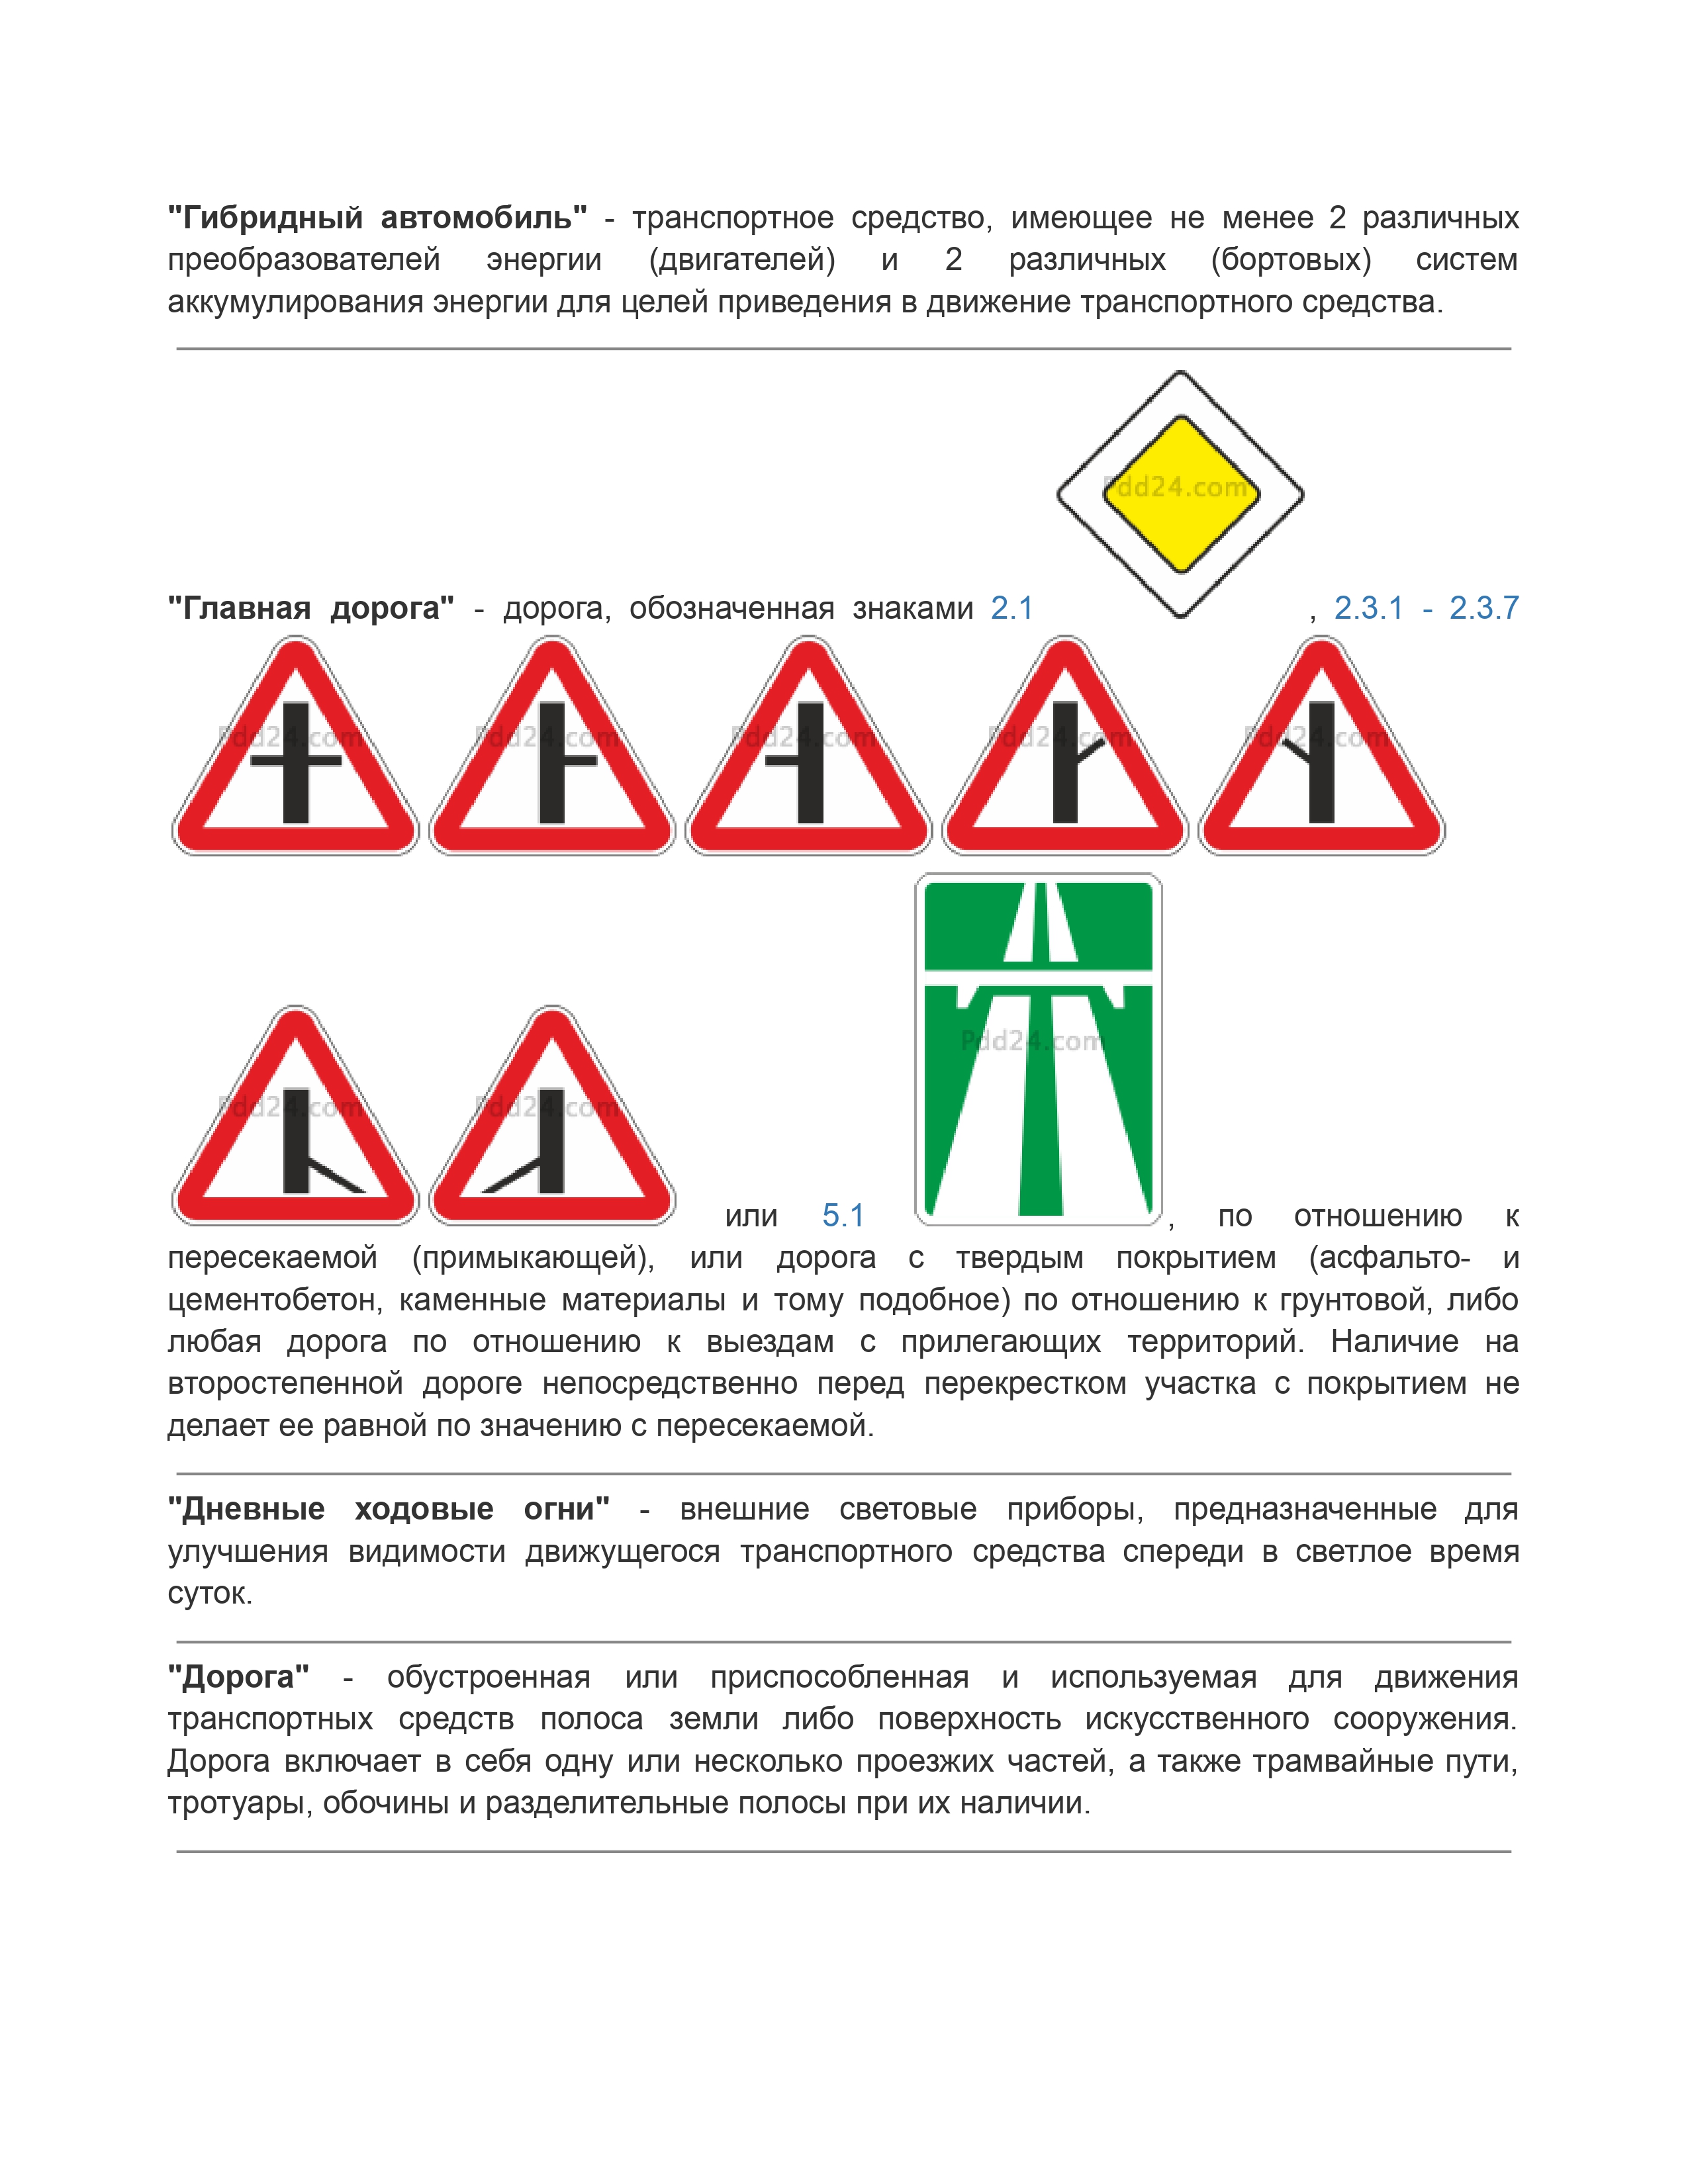 "Гибридный автомобиль" - транспортное средство, имеющее не менее 2 различных
преобразователей энергии (двигателей) и 2 различных (бортовых) систем
аккумулирования энергии для целей приведения в движение транспортного средства.
Pdd24.com
"Главная дорога" - дорога, обозначенная знаками 2.1 , 2.3.1 - 2.3.7
Pdd24.com Pdd24.com Pdd24.com Pdd24.com Pdd24.com
Pdd24.com
Pdd24.com Pdd24.com
или 5.1 , по отношению к
пересекаемой (примыкающей), или дорога с твердым покрытием (асфальто- и
цементобетон, каменные материалы и тому подобное) по отношению к грунтовой, либо
любая дорога по отношению к выездам с прилегающих территорий. Наличие на
второстепенной дороге непосредственно перед перекрестком участка с покрытием не
делает ее равной по значению с пересекаемой.
"Дневные ходовые огни" - внешние световые приборы, предназначенные для
улучшения видимости движущегося транспортного средства спереди в светлое время
суток.
"Дорога" - обустроенная или приспособленная и используемая для движения
транспортных средств полоса земли либо поверхность искусственного сооружения.
Дорога включает в себя одну или несколько проезжих частей, а также трамвайные пути,
тротуары, обочины и разделительные полосы при их наличии.